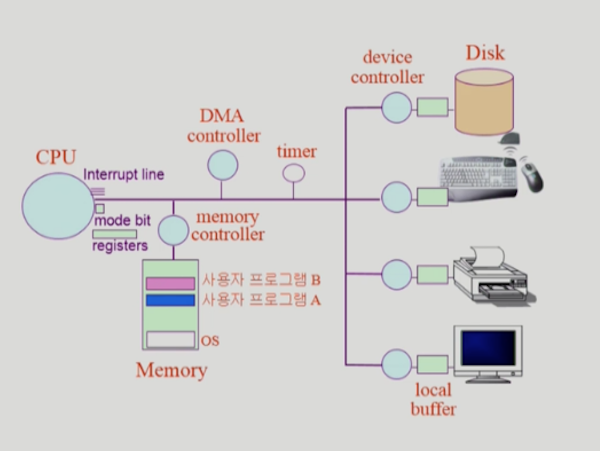 device
controller
Disk
DMA
controller
timer
CPU
Interrupt line
mode bit
registers
memory
controller
사용자 프로그램 B
사용자 프로그램 A
OS
Memory
local
buffer